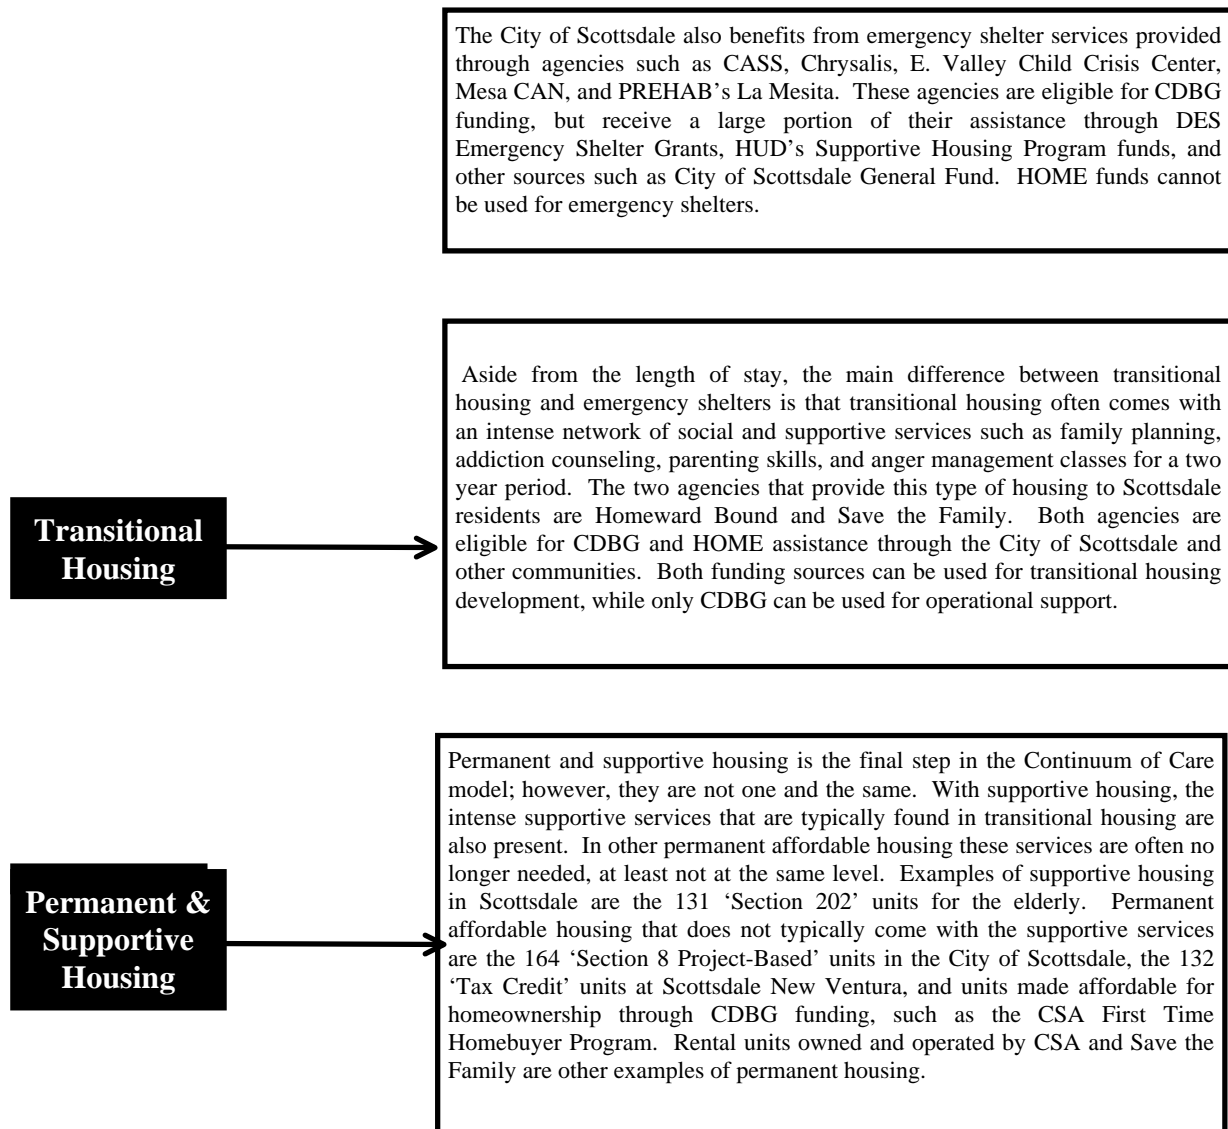 The City of Scottsdale also benefits from emergency shelter services provided
through agencies such as CASS, Chrysalis, E. Valley Child Crisis Center,
Mesa CAN, and PREHAB’s La Mesita.  These agencies are eligible for CDBG
funding, but receive a large portion of their assistance through DES
Emergency Shelter Grants, HUD’s Supportive Housing Program funds, and
other sources such as City of Scottsdale General Fund.  HOME funds cannot
be used for emergency shelters.
Transitional
Housing
Aside from the length of stay, the main difference between transitional
housing and emergency shelters is that transitional housing often comes with
an intense network of social and supportive services such as family planning,
addiction counseling, parenting skills, and anger management classes for a two
year period.  The two agencies that provide this type of housing to Scottsdale
residents are Homeward Bound and Save the Family.  Both agencies are
eligible for CDBG and HOME assistance through the City of Scottsdale and
other communities.  Both funding sources can be used for transitional housing
development, while only CDBG can be used for operational support.
Permanent &
Supportive
Housing
Permanent and supportive housing is the final step in the Continuum of Care
model; however, they are not one and the same.  With supportive housing, the
intense supportive services that are typically found in transitional housing are
also present.  In other permanent affordable housing these services are often no
longer needed, at least not at the same level.  Examples of supportive housing
in Scottsdale are the 131 ‘Section 202’ units for the elderly.  Permanent
affordable housing that does not typically come with the supportive services
are the 164 ‘Section 8 Project-Based’ units in the City of Scottsdale, the 132
‘Tax Credit’ units at Scottsdale New Ventura, and units made affordable for
homeownership through CDBG funding, such as the CSA First Time
Homebuyer Program.  Rental units owned and operated by CSA and Save the
Family are other examples of permanent housing.